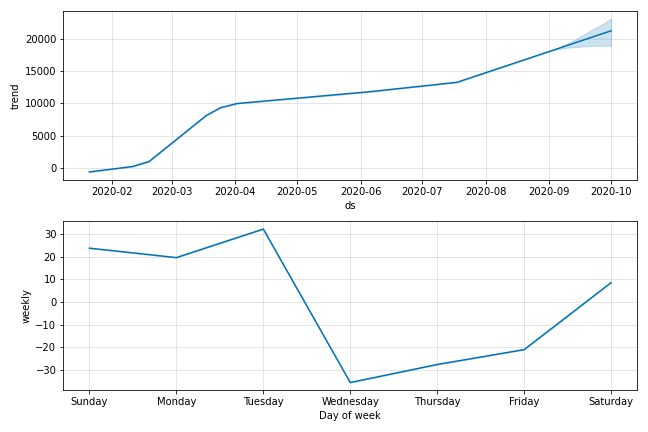 20000
15000
10000
5000
0
trend
2020-02 2020-03 2020-04 2020-05 2020-06 2020-07 2020-08 2020-09 2020-10
ds
30
20
10
0
−10
−20
−30
weekly
Sunday Monday Tuesday Wednesday Thursday Friday Saturday
Day of week